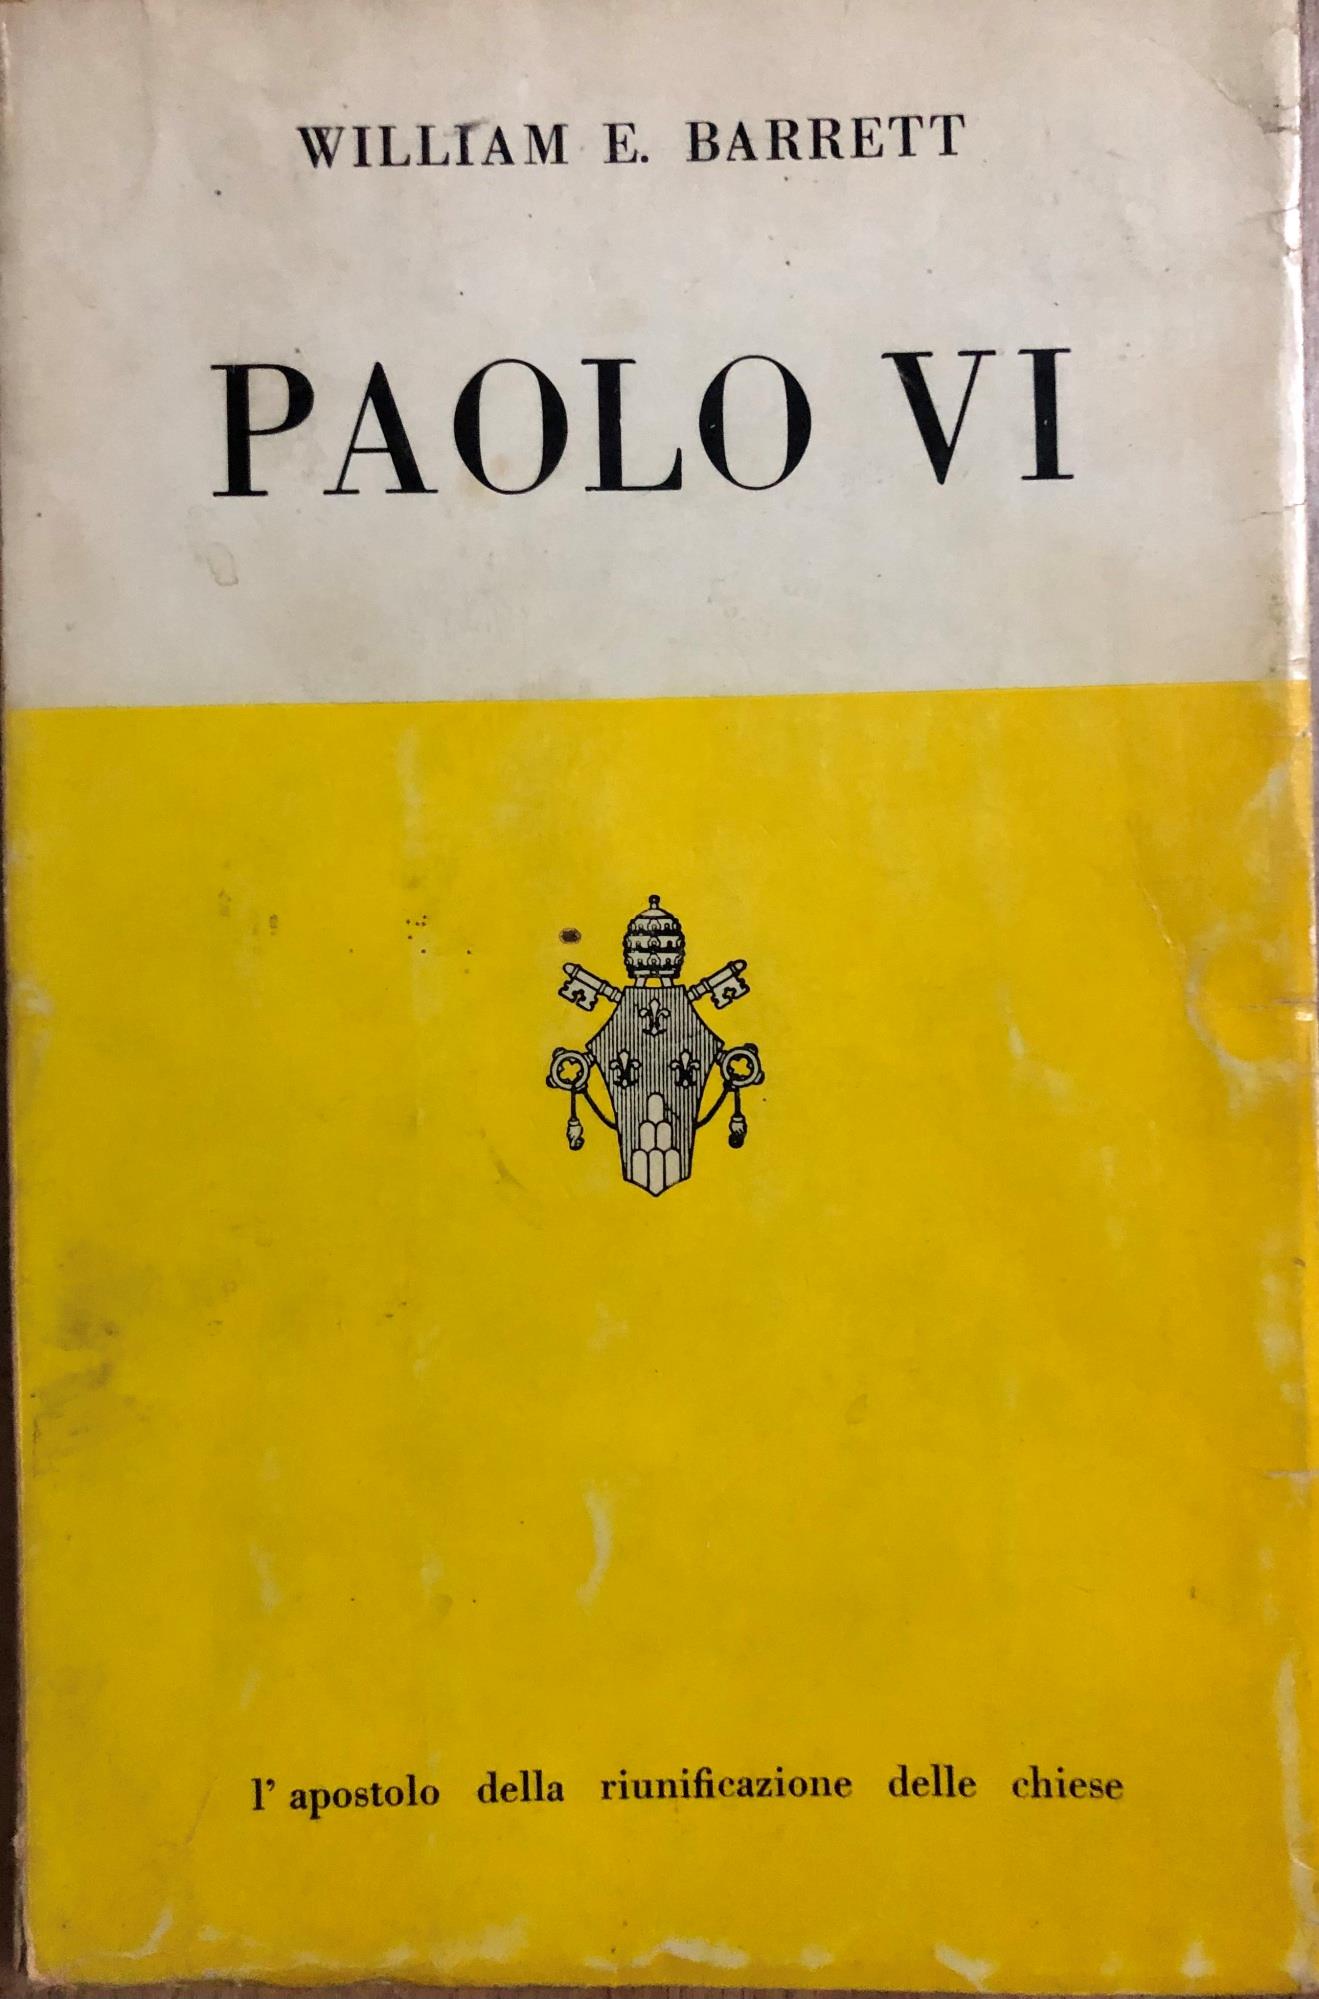 WILLIAM E. BARRETT
PAOLO VI
l'apostolo della riunificazione delle chiese